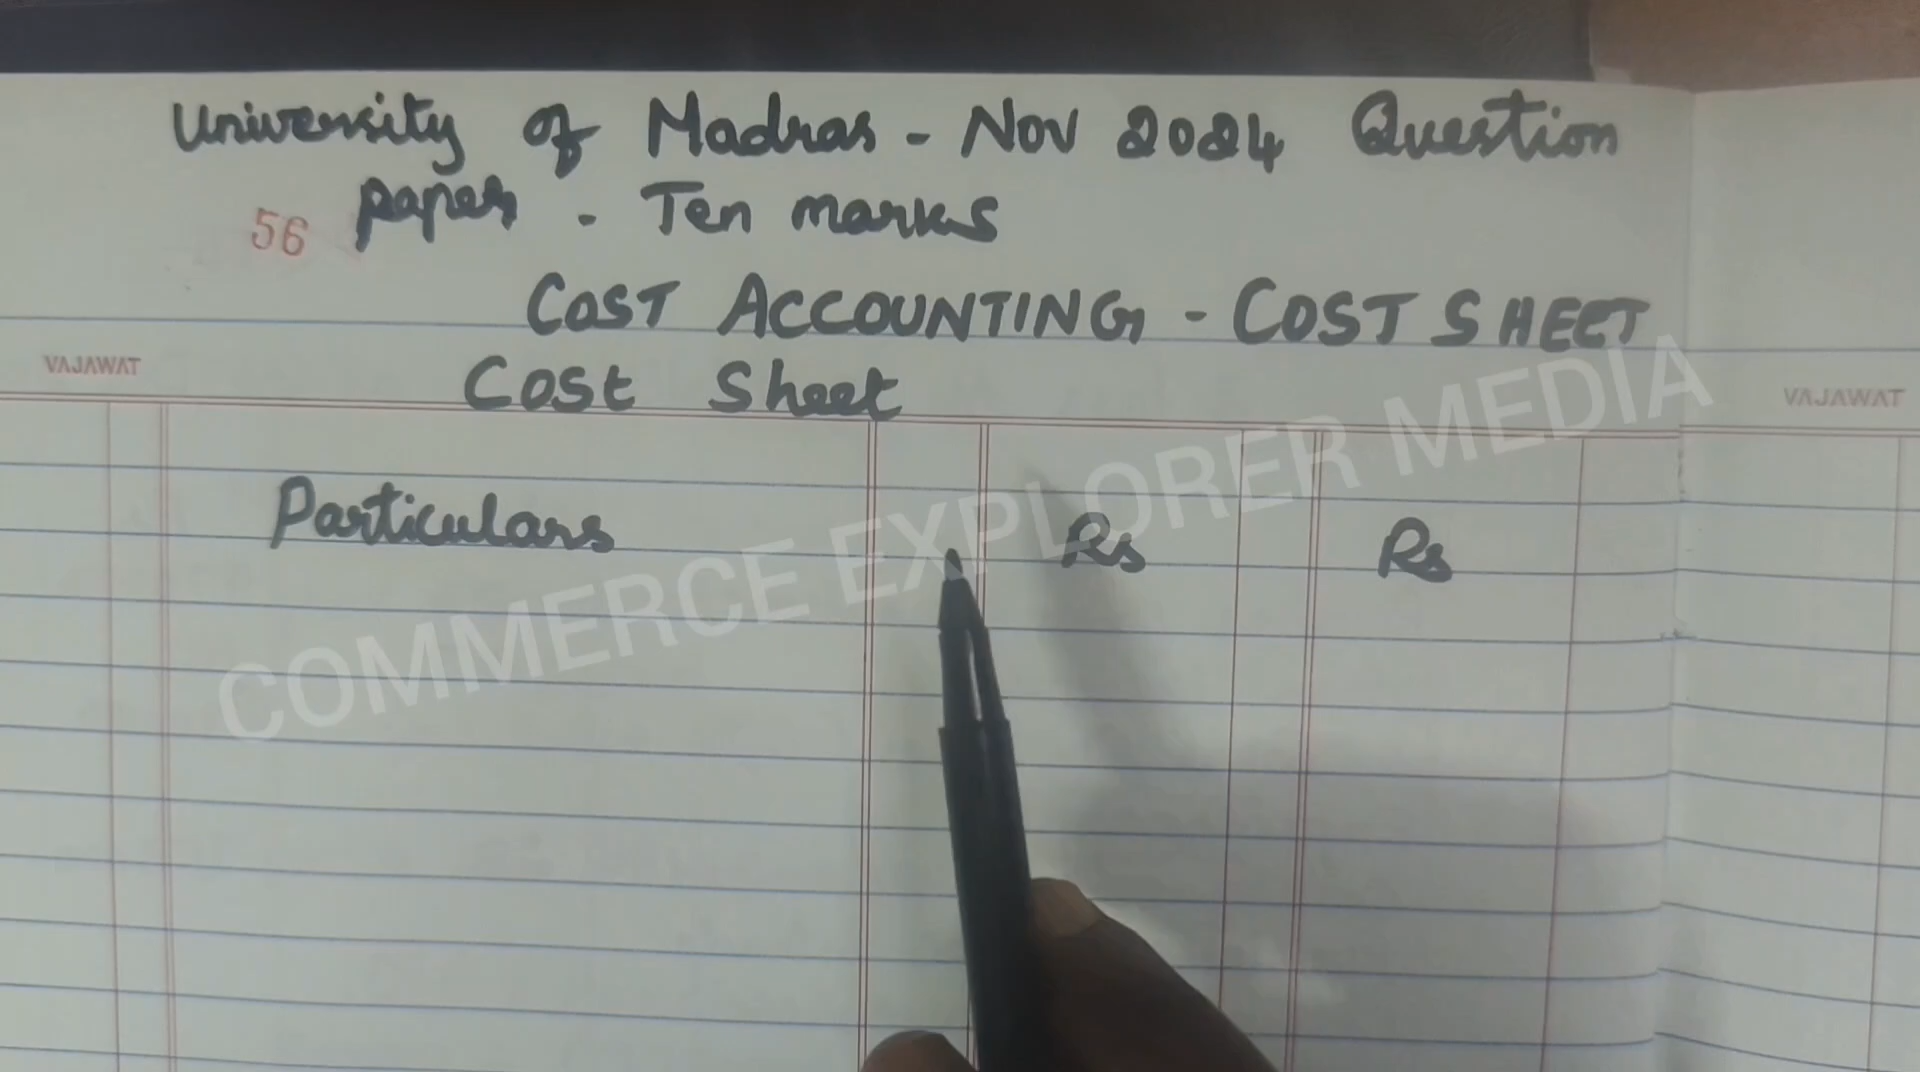 University of Madras - Nov 2024 Question
paper - Ten marks
56
COST ACCOUNTING - COST SHEET
VAJAWAT
Cost Sheet
VAJAWAT
Particulars Rs Rs
COMMERCE EXPLORER MEDIA